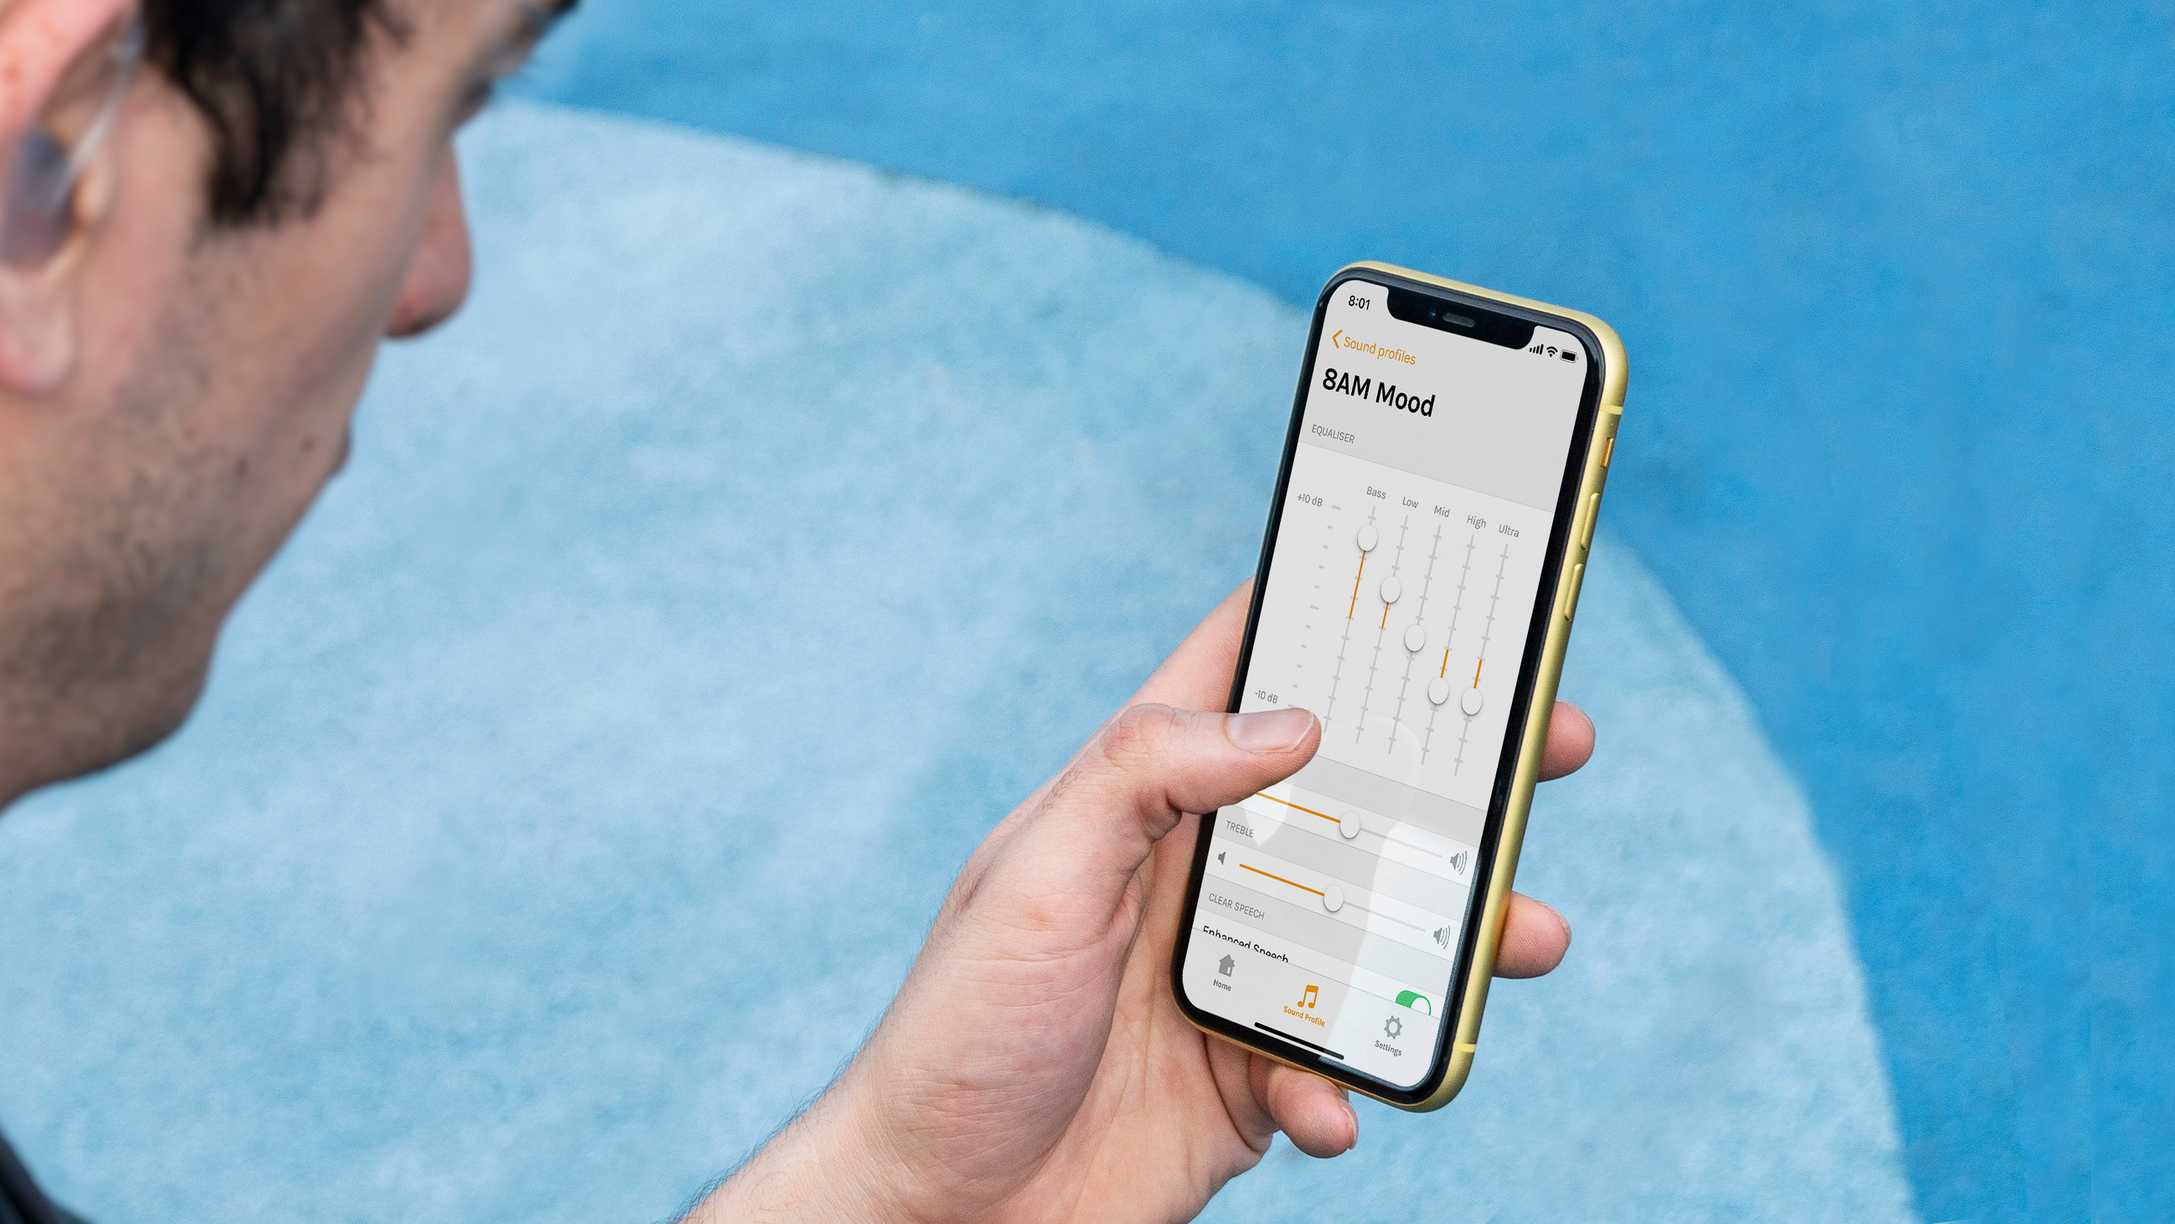 8:01
Sound profiles
8AM Mood
EQUALISER
Bass Low Mid High Ultra
+10 dB
-10 dB
TREBLE
CLEAR SPEECH
Enhanced Speech
Home
Sound Profile
Settings